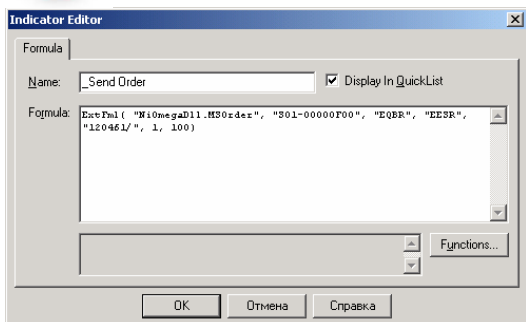 Indicator Editor
Formula
Name: _Send Order Display In QuickList
Formula: ExtFml( "NiOmegaDll.MSOrder", "S01-00000F00", "EQBR", "EESR",
"120461/", 1, 100)
Functions...
OK Отмена Справка